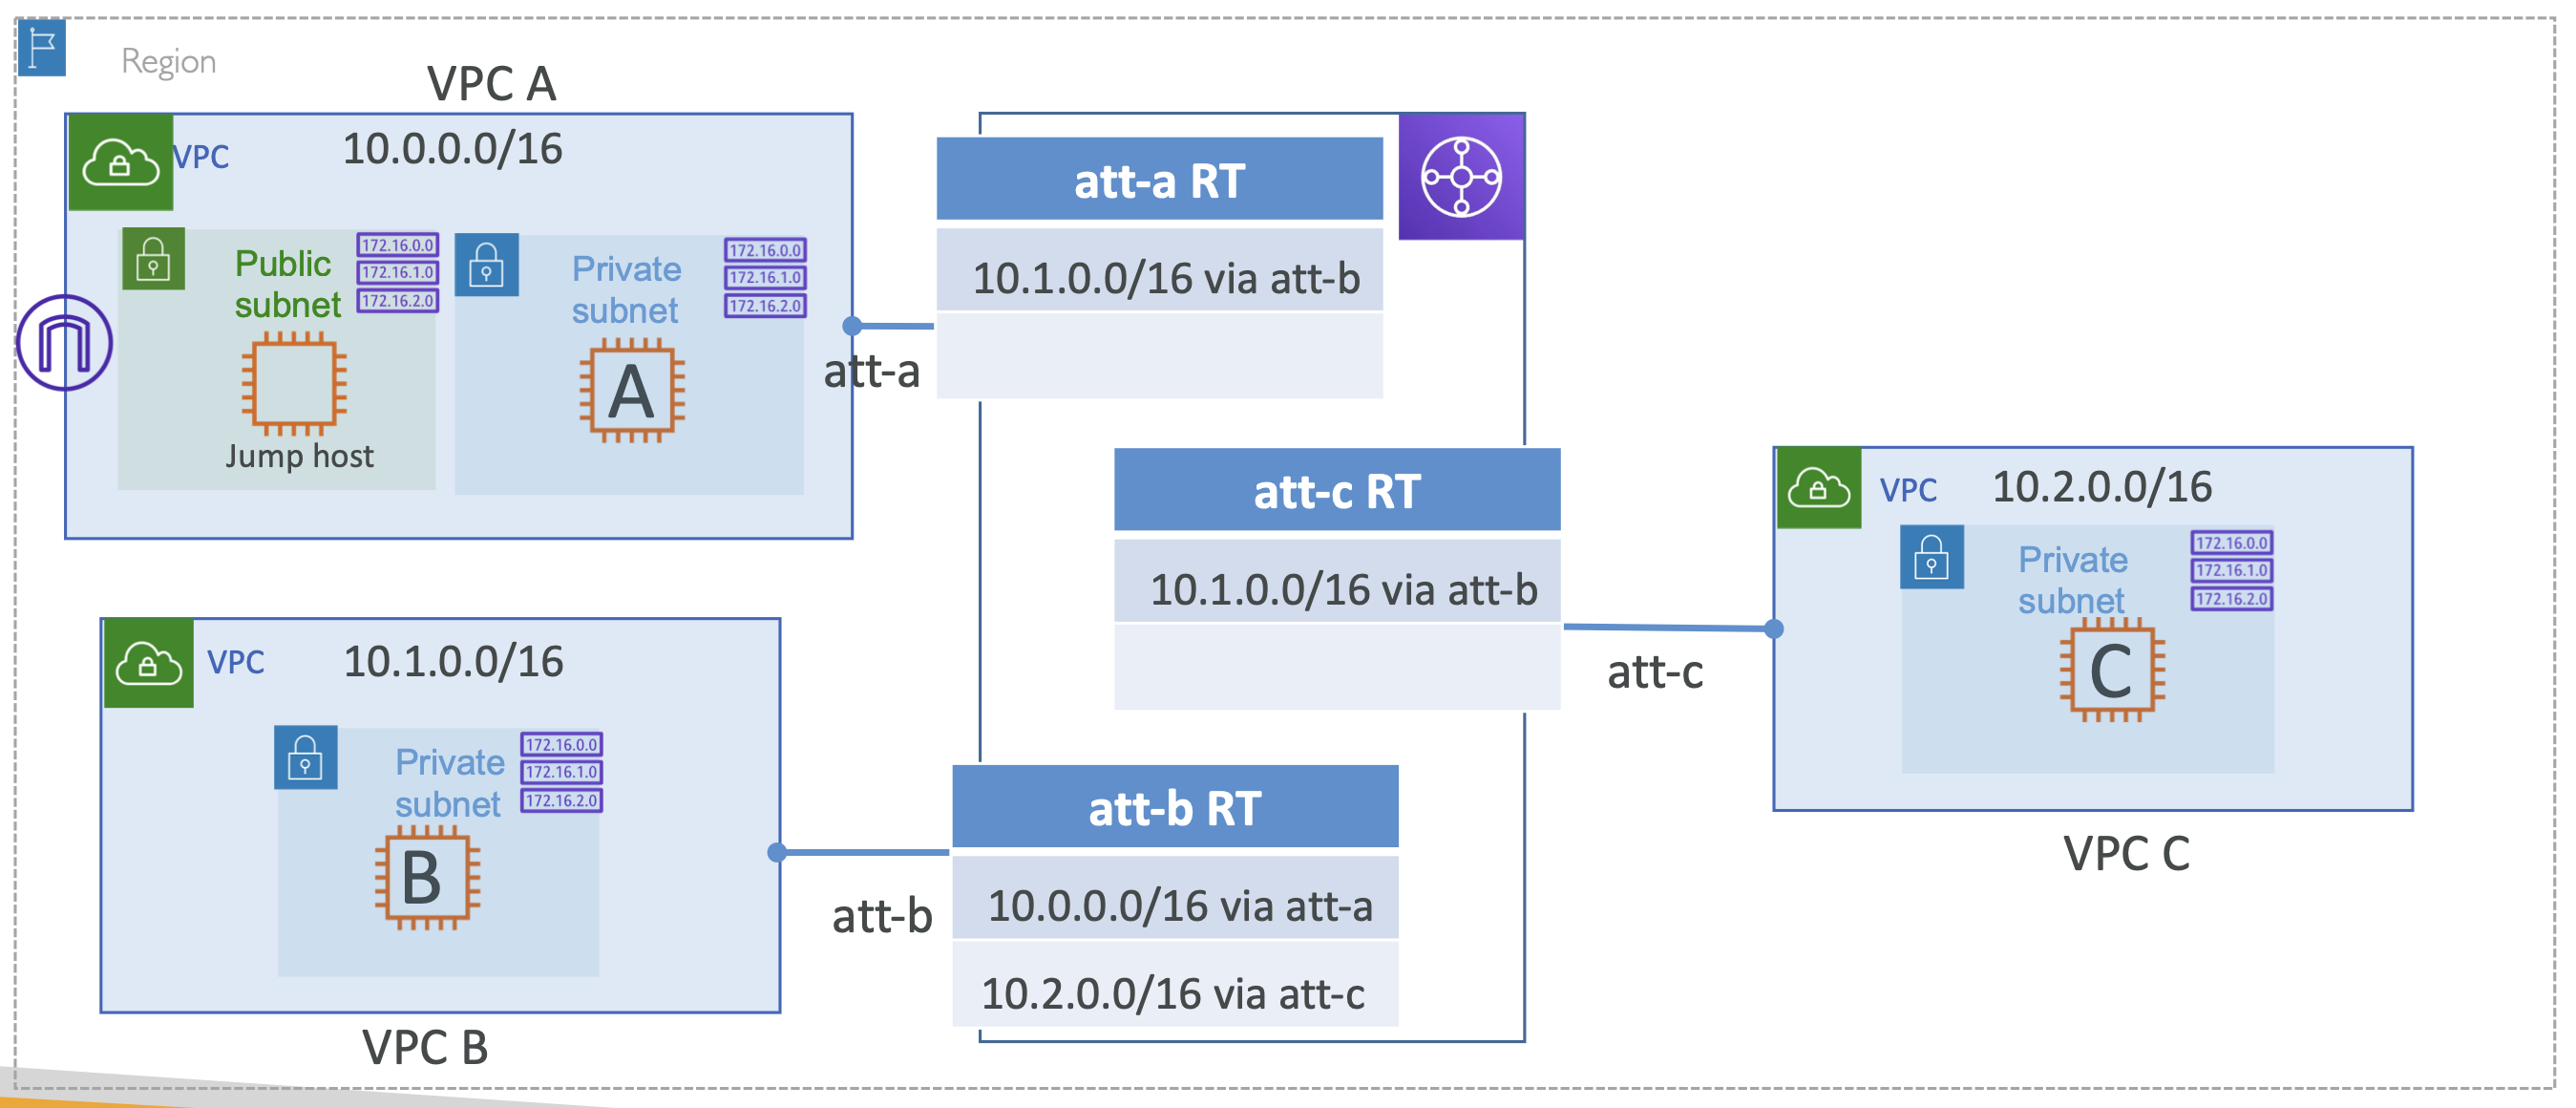 Region
VPC A
VPC
10.0.0.0/16
Public
subnet
172.16.0.0
172.16.1.0
172.16.2.0
Jump host
Private
subnet
172.16.0.0
172.16.1.0
172.16.2.0
A
att-a
att-a RT
10.1.0.0/16 via att-b
att-c RT
10.1.0.0/16 via att-b
att-c
VPC
10.2.0.0/16
Private
subnet
172.16.0.0
172.16.1.0
172.16.2.0
C
VPC C
VPC
10.1.0.0/16
Private
subnet
172.16.0.0
172.16.1.0
172.16.2.0
B
VPC B
att-b
att-b RT
10.0.0.0/16 via att-a
10.2.0.0/16 via att-c